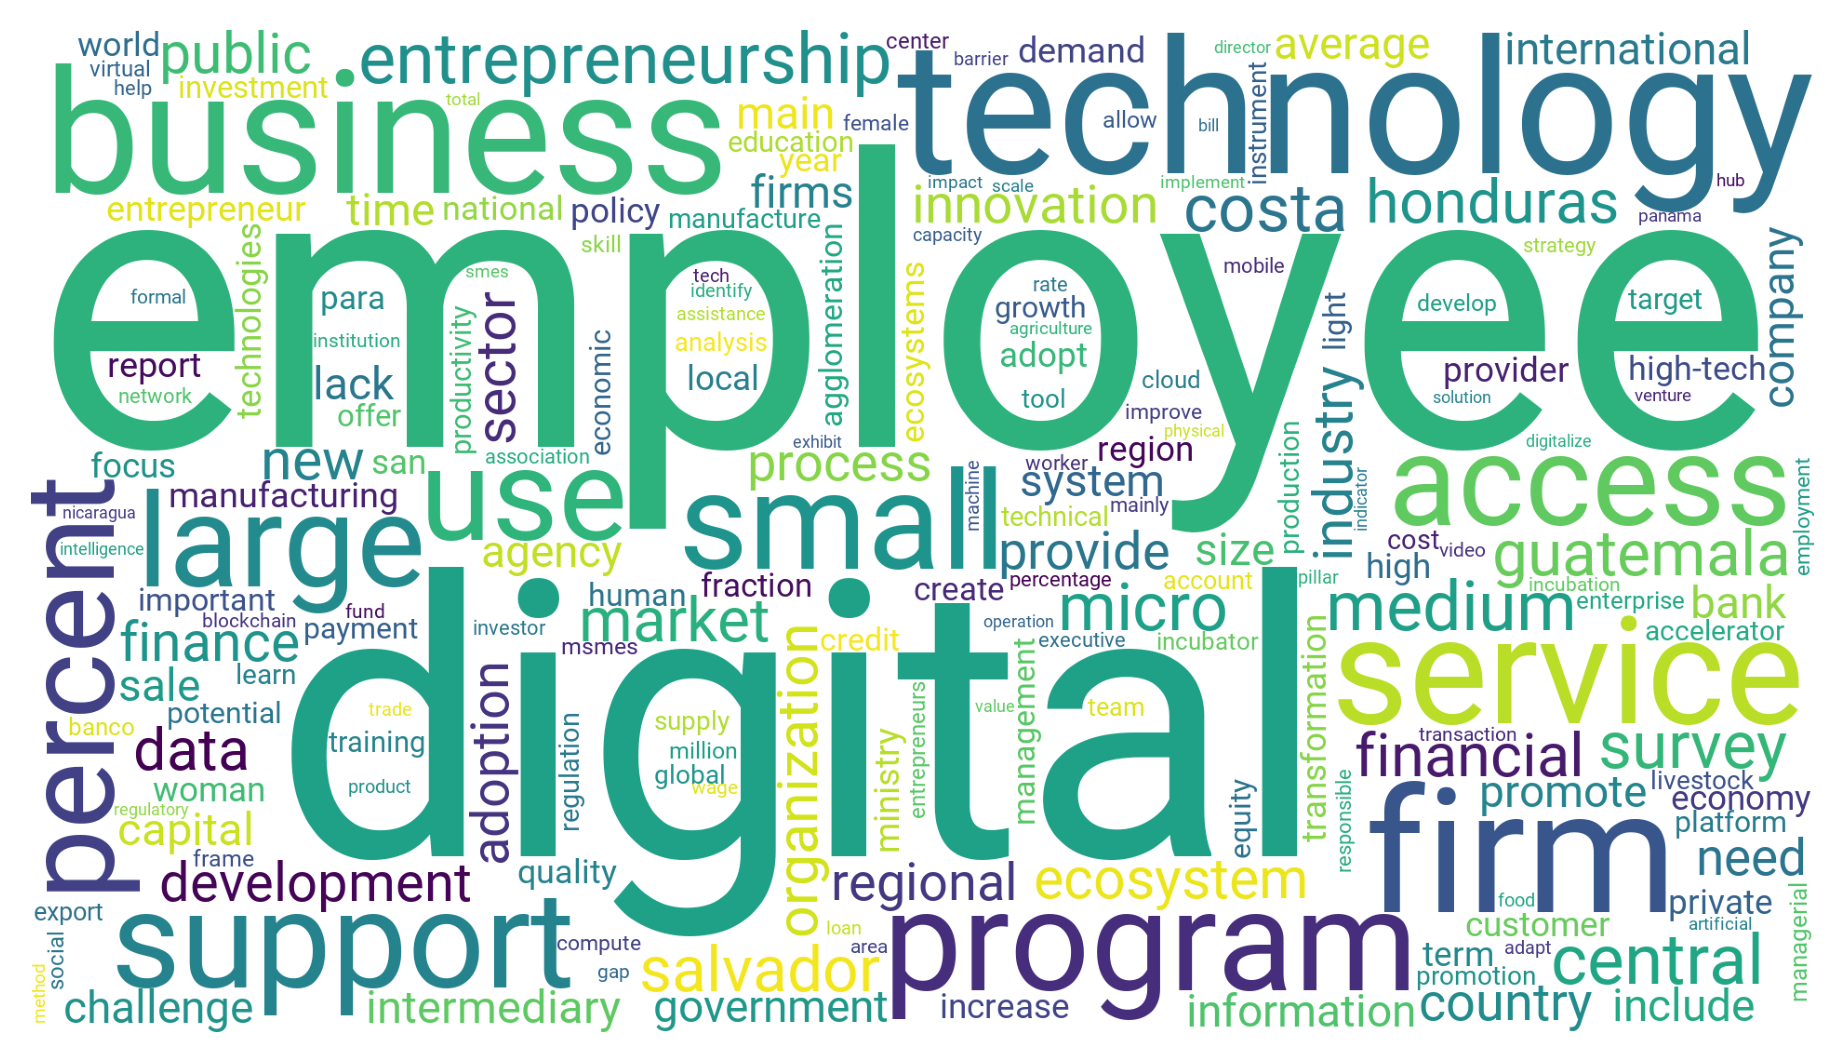 world
public
entrepreneurship
center
demand
director
average
international
virtual
help
investment
barrier
business
total
main
female
technology
allow
bill
instrument
education
year
entrepreneur
time
national
policy
firms
manufacture
impact
scale
implement
hub
innovation
costa
honduras
panama
capacity
skill
strategy
technologies
employee
formal
para
smes
tech
identify
assistance
analysis
local
institution
report
network
lack
offer
productivity
sector
economic
agglomeration
ecosystems
mobile
rate
growth
agriculture
adopt
tool
cloud
improve
physical
light
develop
target
company
provider
high-tech
solution
venture
digitalize
exhibit
focus
new
san
association
use
process
region
worker
system
machine
small
technical
mainly
production
industry
indicator
access
employment
percent
nicaragua
manufacturing
large
intelligence
agency
provide
size
cost
video
guatemala
high
important
blockchain
fund
payment
human
fraction
create
percentage
account
pillar
incubation
micro
medium
enterprise
bank
finance
investor
msmes
market
credit
operation
executive
incubator
accelerator
learn
sale
potential
digital
service
banco
trade
training
product
adoption
regulation
supply
million
global
wage
organization
ministry
entrepreneurs
value
management
team
transformation
transaction
data
financial
survey
woman
regulatory
capital
equity
responsible
livestock
promote
economy
platform
frame
firm
need
development
quality
regional
ecosystem
food
private
export
customer
artificial
managerial
support
compute
loan
area
program
term
adapt
central
social
gap
salvador
promotion
method
challenge
intermediary
government
increase
information
country
include